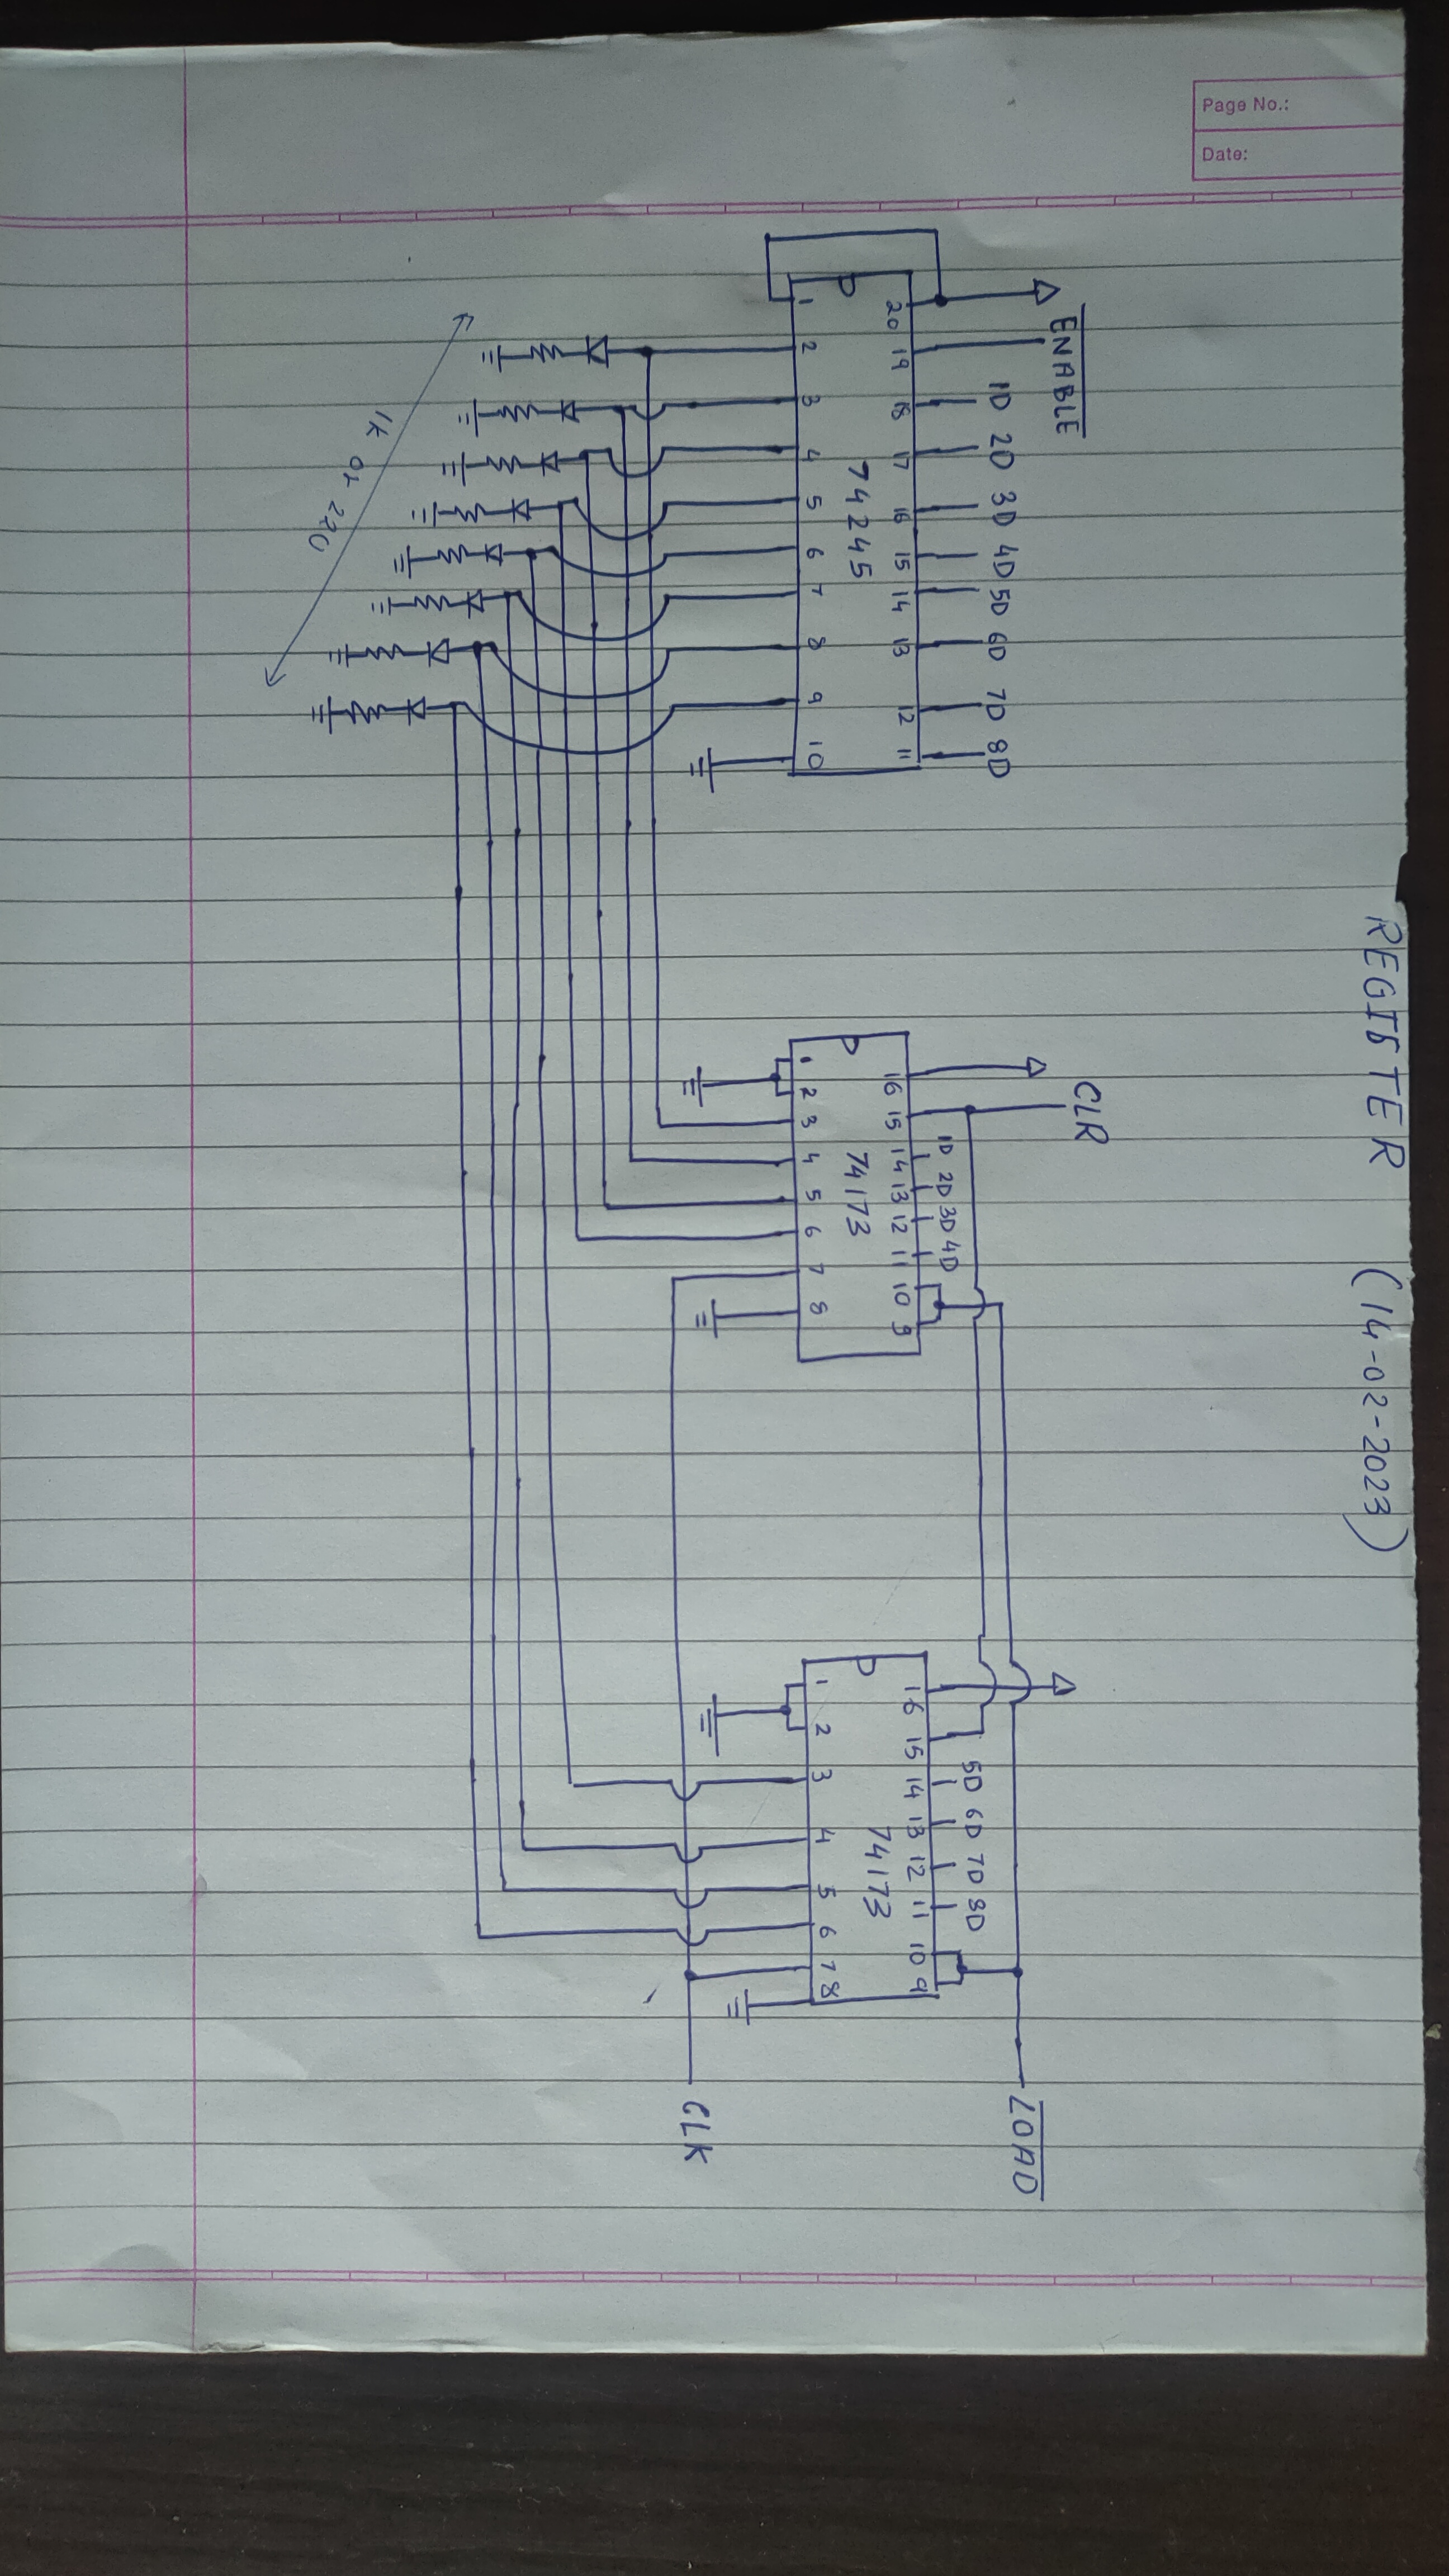 REGISTER (14-02-2023)
Page No.:
Date:
ENABLE
1D 2D 3D 4D 5D 6D 7D 8D
20 19 18 17 16 15 14 13 12 11
74245
1 2 3 4 5 6 7 8 9 10
CLR
1D 2D 3D 4D
16 15 14 13 12 11 10 9
74173
1 2 3 4 5 6 7 8
LOAD
5D 6D 7D 8D
16 15 14 13 12 11 10 9
74173
1 2 3 4 5 6 7 8
CLK
1K or 220